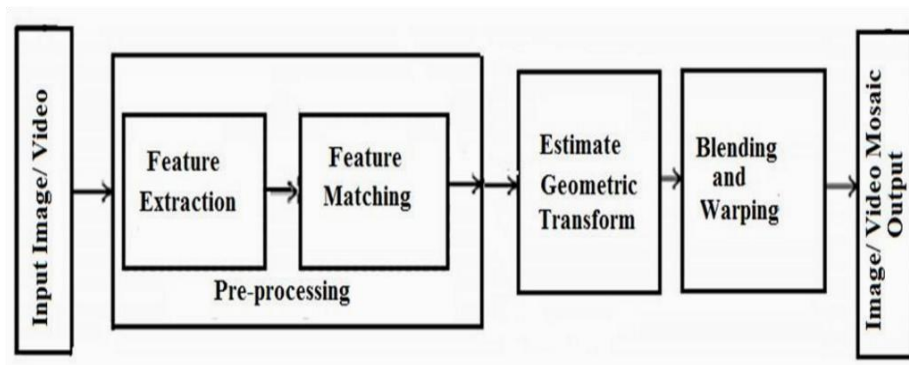 Input Image/ Video
Feature
Extraction
Feature
Matching
Pre-processing
Estimate
Geometric
Transform
Blending
and
Warping
Image/ Video Mosaic
Output